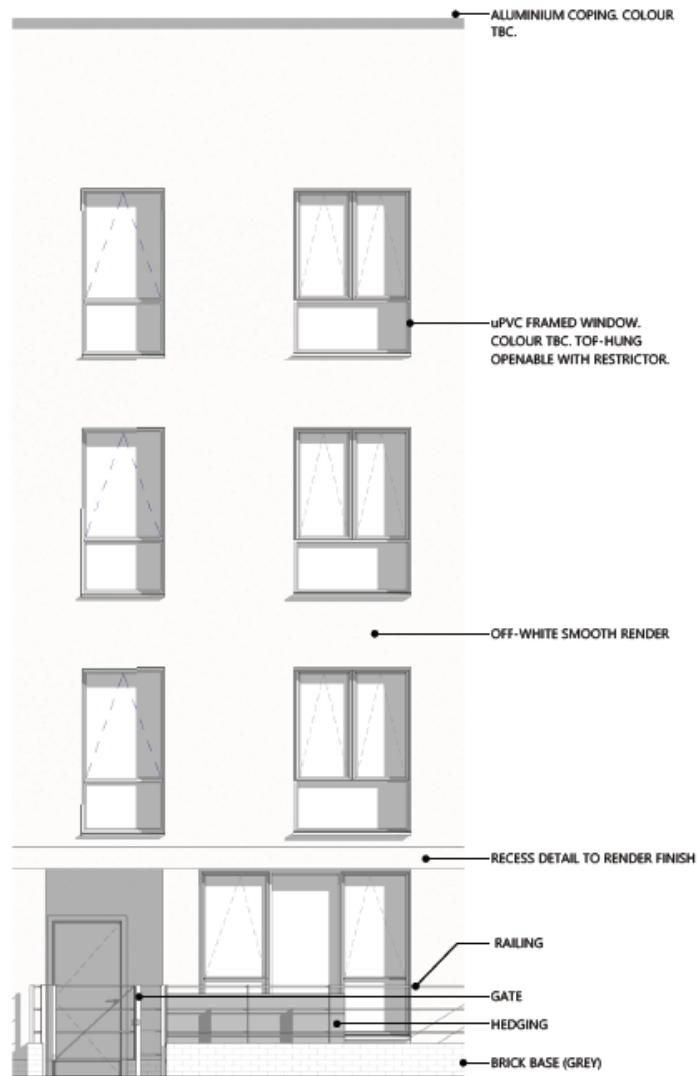 ALUMINIUM COPING. COLOUR
TBC.
uPVC FRAMED WINDOW.
COLOUR TBC. TOP-HUNG
OPENABLE WITH RESTRICTOR.
OFF-WHITE SMOOTH RENDER
RECESS DETAIL TO RENDER FINISH
RAILING
GATE
HEDGING
BRICK BASE (GREY)